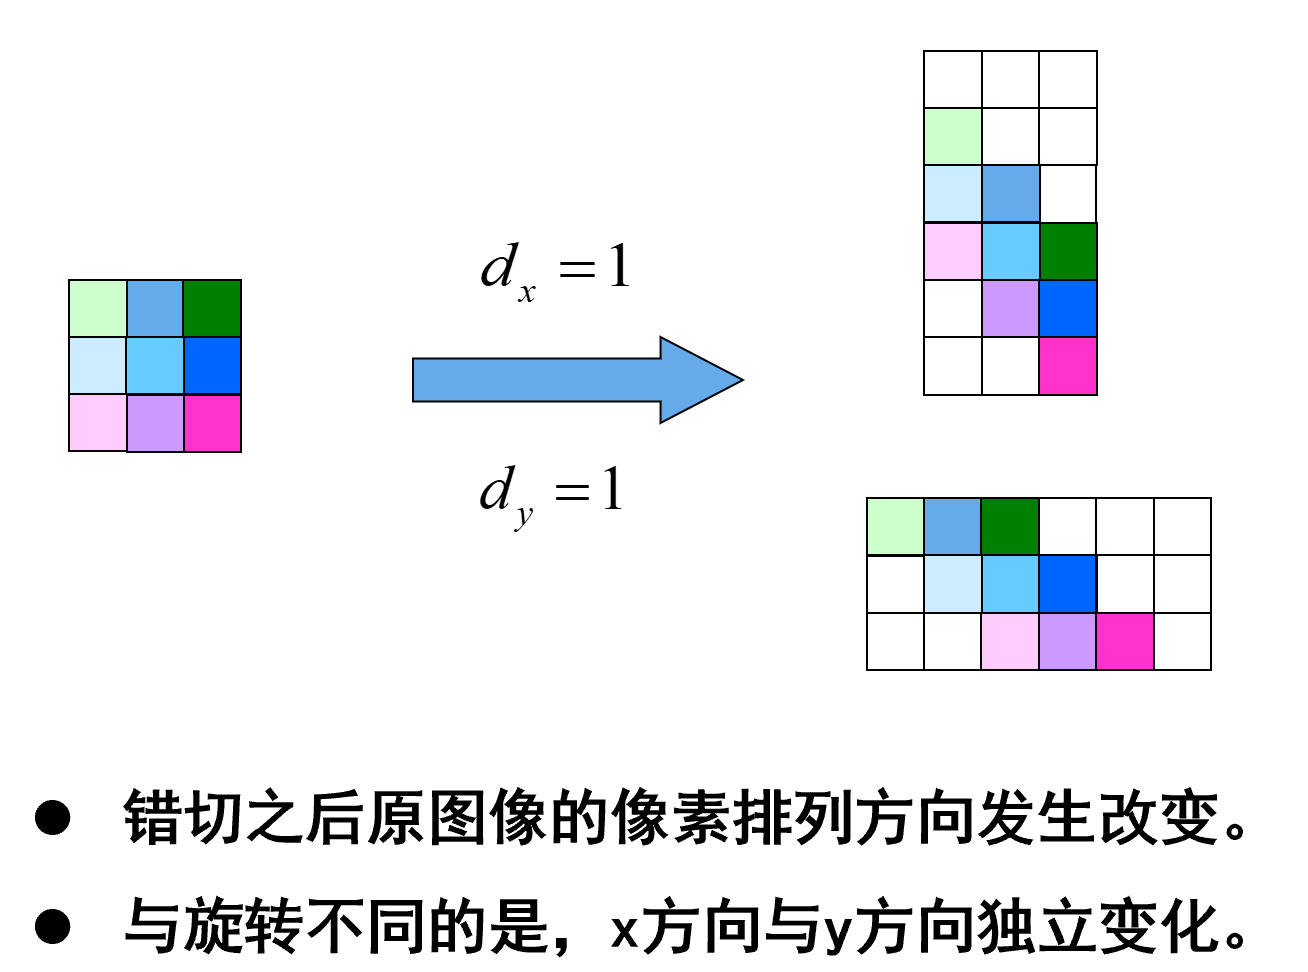 dx = 1
dy = 1
● 错切之后原图像的像素排列方向发生改变。
● 与旋转不同的是，x方向与y方向独立变化。